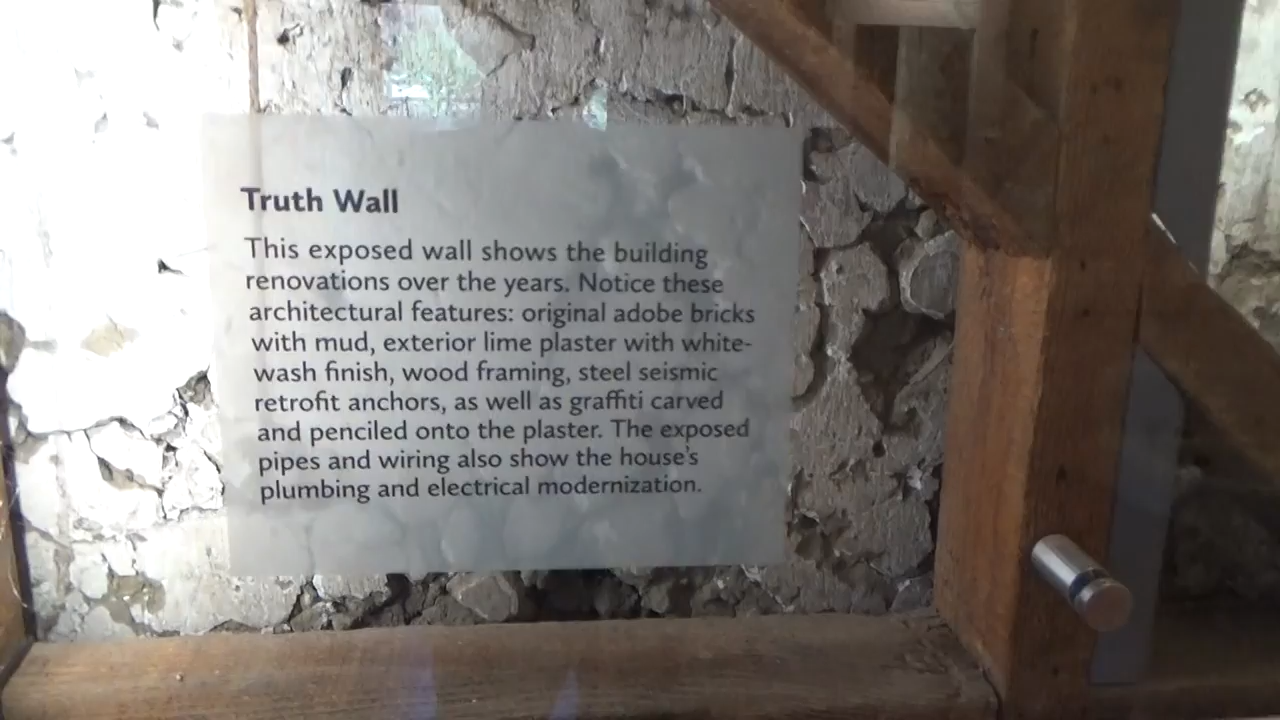 Truth Wall
This exposed wall shows the building
renovations over the years. Notice these
architectural features: original adobe bricks
with mud, exterior lime plaster with white-
wash finish, wood framing, steel seismic
retrofit anchors, as well as graffiti carved
and penciled onto the plaster. The exposed
pipes and wiring also show the house's
plumbing and electrical modernization.